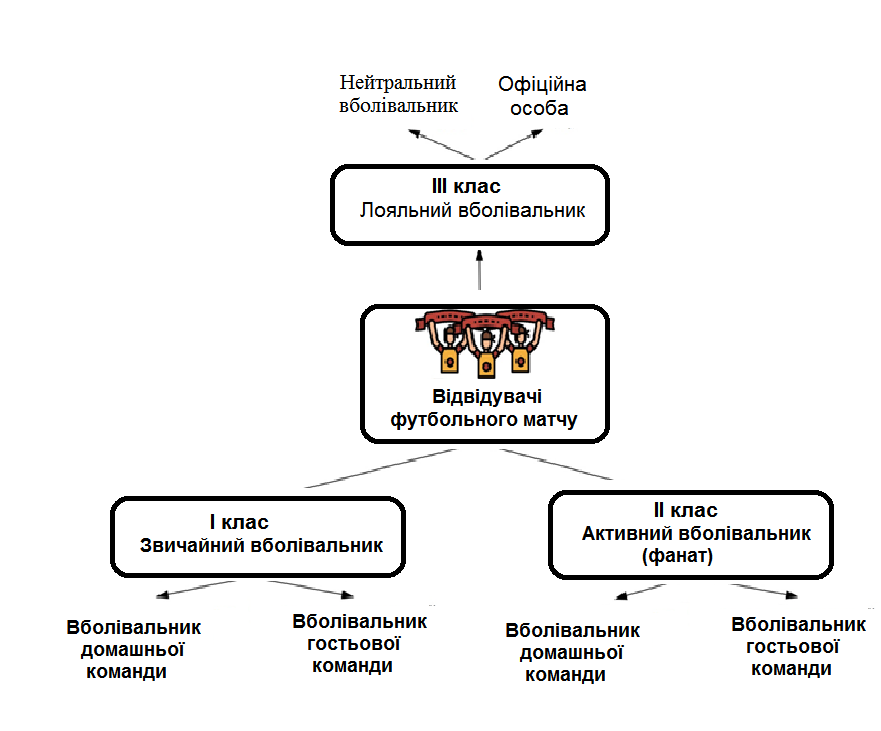 Нейтральний
вболівальник
Офіційна
особа
III клас
Лояльний вболівальник
Відвідувачі
футбольного матчу
I клас
Звичайний вболівальник
II клас
Активний вболівальник
(фанат)
Вболівальник
домашньої
команди
Вболівальник
гостьової
команди
Вболівальник
домашньої
команди
Вболівальник
гостьової
команди